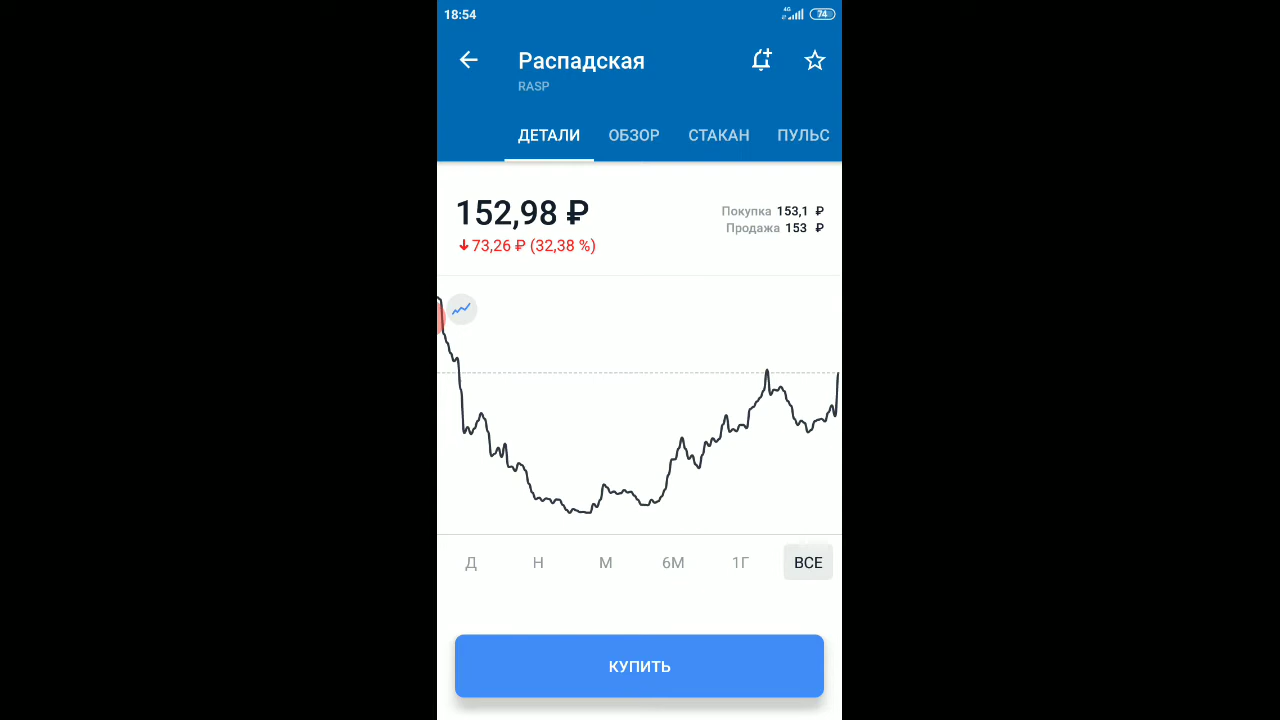 18:54
4G
74
Распадская
RASP
ДЕТАЛИ ОБЗОР СТАКАН ПУЛЬС
152,98 ₽
Покупка 153,1 ₽
Продажа 153 ₽
73,26 ₽ (32,38 %)
Д Н М 6М 1Г ВСЕ
КУПИТЬ